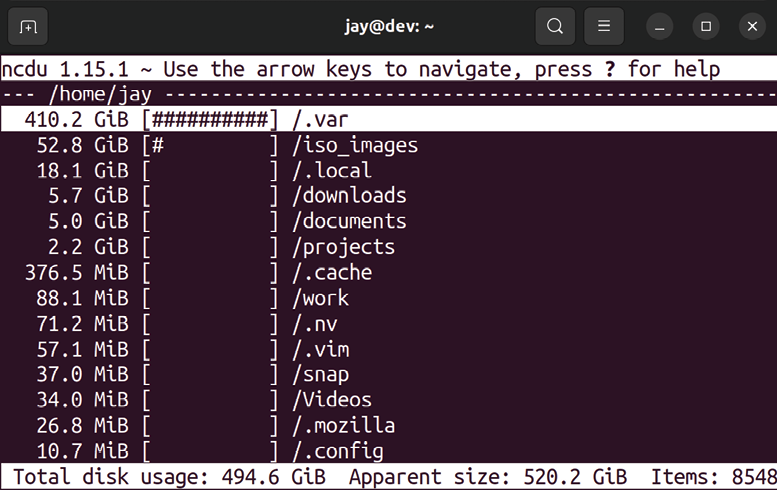 jay@dev: ~
ncdu 1.15.1 ~ Use the arrow keys to navigate, press ? for help
--- /home/jay -----------------------------------------------------
410.2 GiB [##########] /.var
52.8 GiB [#         ] /iso_images
18.1 GiB [          ] /.local
5.7 GiB [          ] /downloads
5.0 GiB [          ] /documents
2.2 GiB [          ] /projects
376.5 MiB [          ] /.cache
88.1 MiB [          ] /work
71.2 MiB [          ] /.nv
57.1 MiB [          ] /.vim
37.0 MiB [          ] /snap
34.0 MiB [          ] /Videos
26.8 MiB [          ] /.mozilla
10.7 MiB [          ] /.config
Total disk usage: 494.6 GiB  Apparent size: 520.2 GiB  Items: 8548